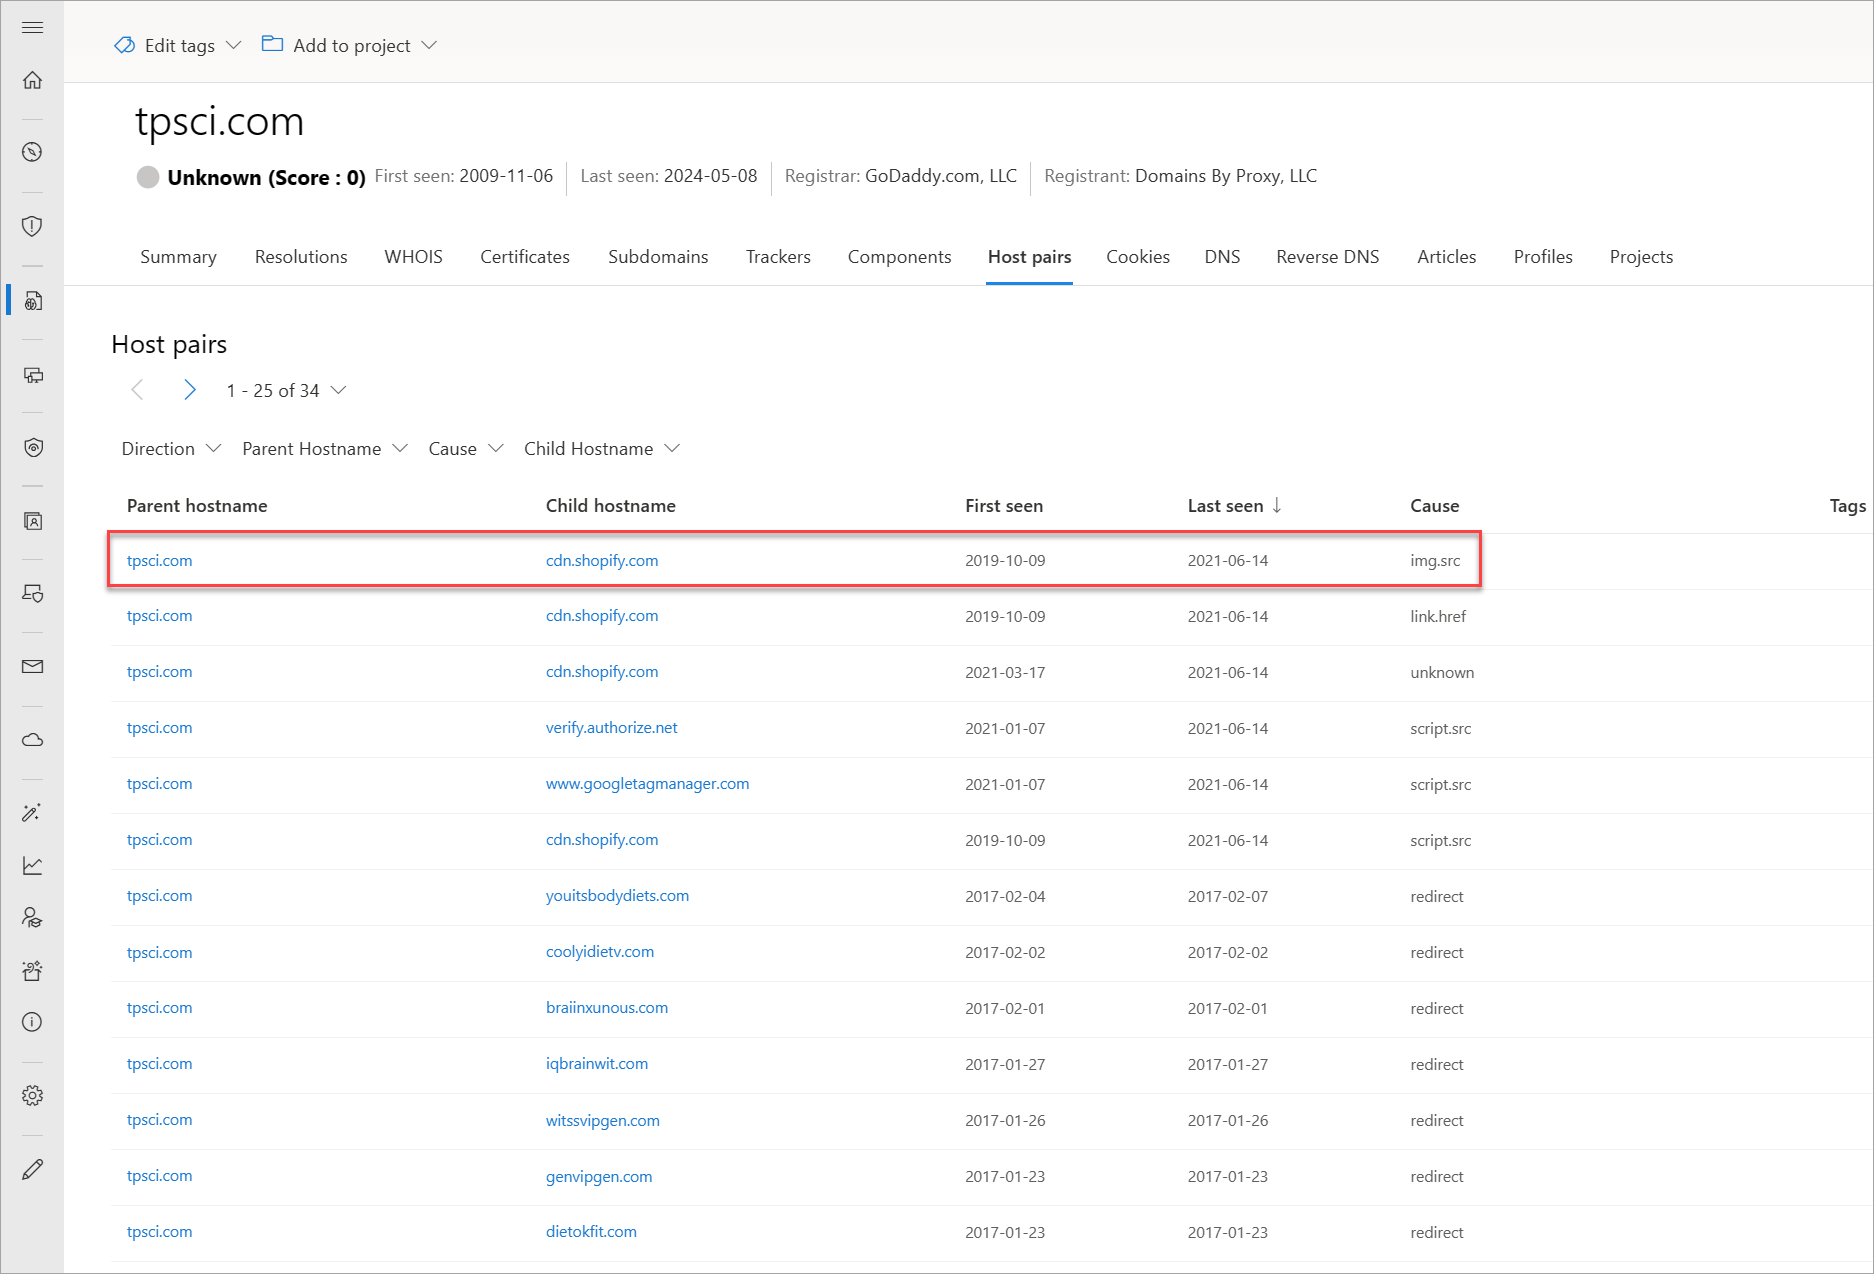 Edit tags Add to project
tpsci.com
Unknown (Score : 0) First seen: 2009-11-06 Last seen: 2024-05-08 Registrar: GoDaddy.com, LLC Registrant: Domains By Proxy, LLC
Summary Resolutions WHOIS Certificates Subdomains Trackers Components Host pairs Cookies DNS Reverse DNS Articles Profiles Projects
Host pairs
1 - 25 of 34
Direction Parent Hostname Cause Child Hostname
Parent hostname Child hostname First seen Last seen ↓ Cause Tags
tpsci.com cdn.shopify.com 2019-10-09 2021-06-14 img.src
tpsci.com cdn.shopify.com 2019-10-09 2021-06-14 link.href
tpsci.com cdn.shopify.com 2021-03-17 2021-06-14 unknown
tpsci.com verify.authorize.net 2021-01-07 2021-06-14 script.src
tpsci.com www.googletagmanager.com 2021-01-07 2021-06-14 script.src
tpsci.com cdn.shopify.com 2019-10-09 2021-06-14 script.src
tpsci.com youitsbodydiets.com 2017-02-04 2017-02-07 redirect
tpsci.com coolyidietv.com 2017-02-02 2017-02-02 redirect
tpsci.com braiinxunous.com 2017-02-01 2017-02-01 redirect
tpsci.com iqbrainwit.com 2017-01-27 2017-01-27 redirect
tpsci.com witssvipgen.com 2017-01-26 2017-01-26 redirect
tpsci.com genvipgen.com 2017-01-23 2017-01-23 redirect
tpsci.com dietokfit.com 2017-01-23 2017-01-23 redirect